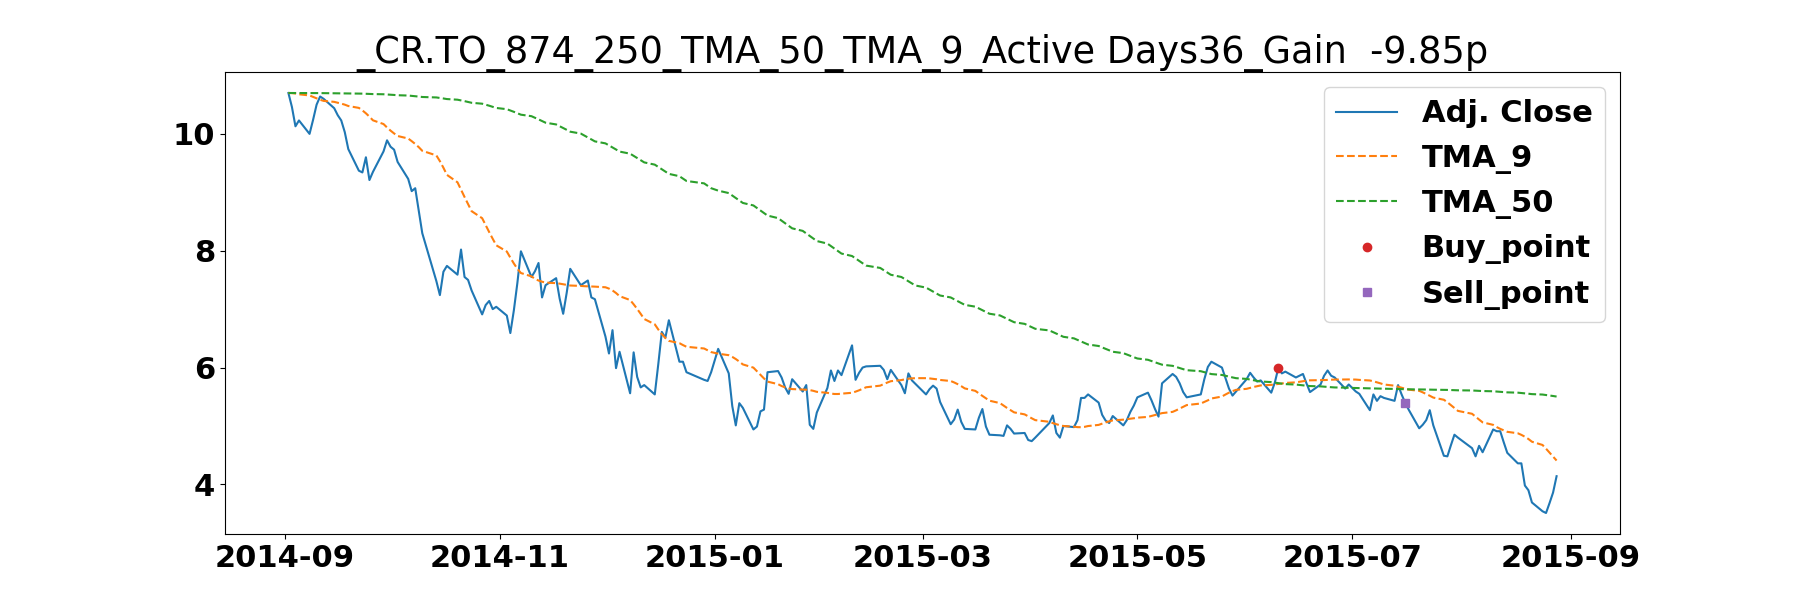 _CR.TO_874_250_TMA_50_TMA_9_Active Days36_Gain  -9.85p
Adj. Close
TMA_9
TMA_50
Buy_point
Sell_point
10
8
6
4
2014-09 2014-11 2015-01 2015-03 2015-05 2015-07 2015-09